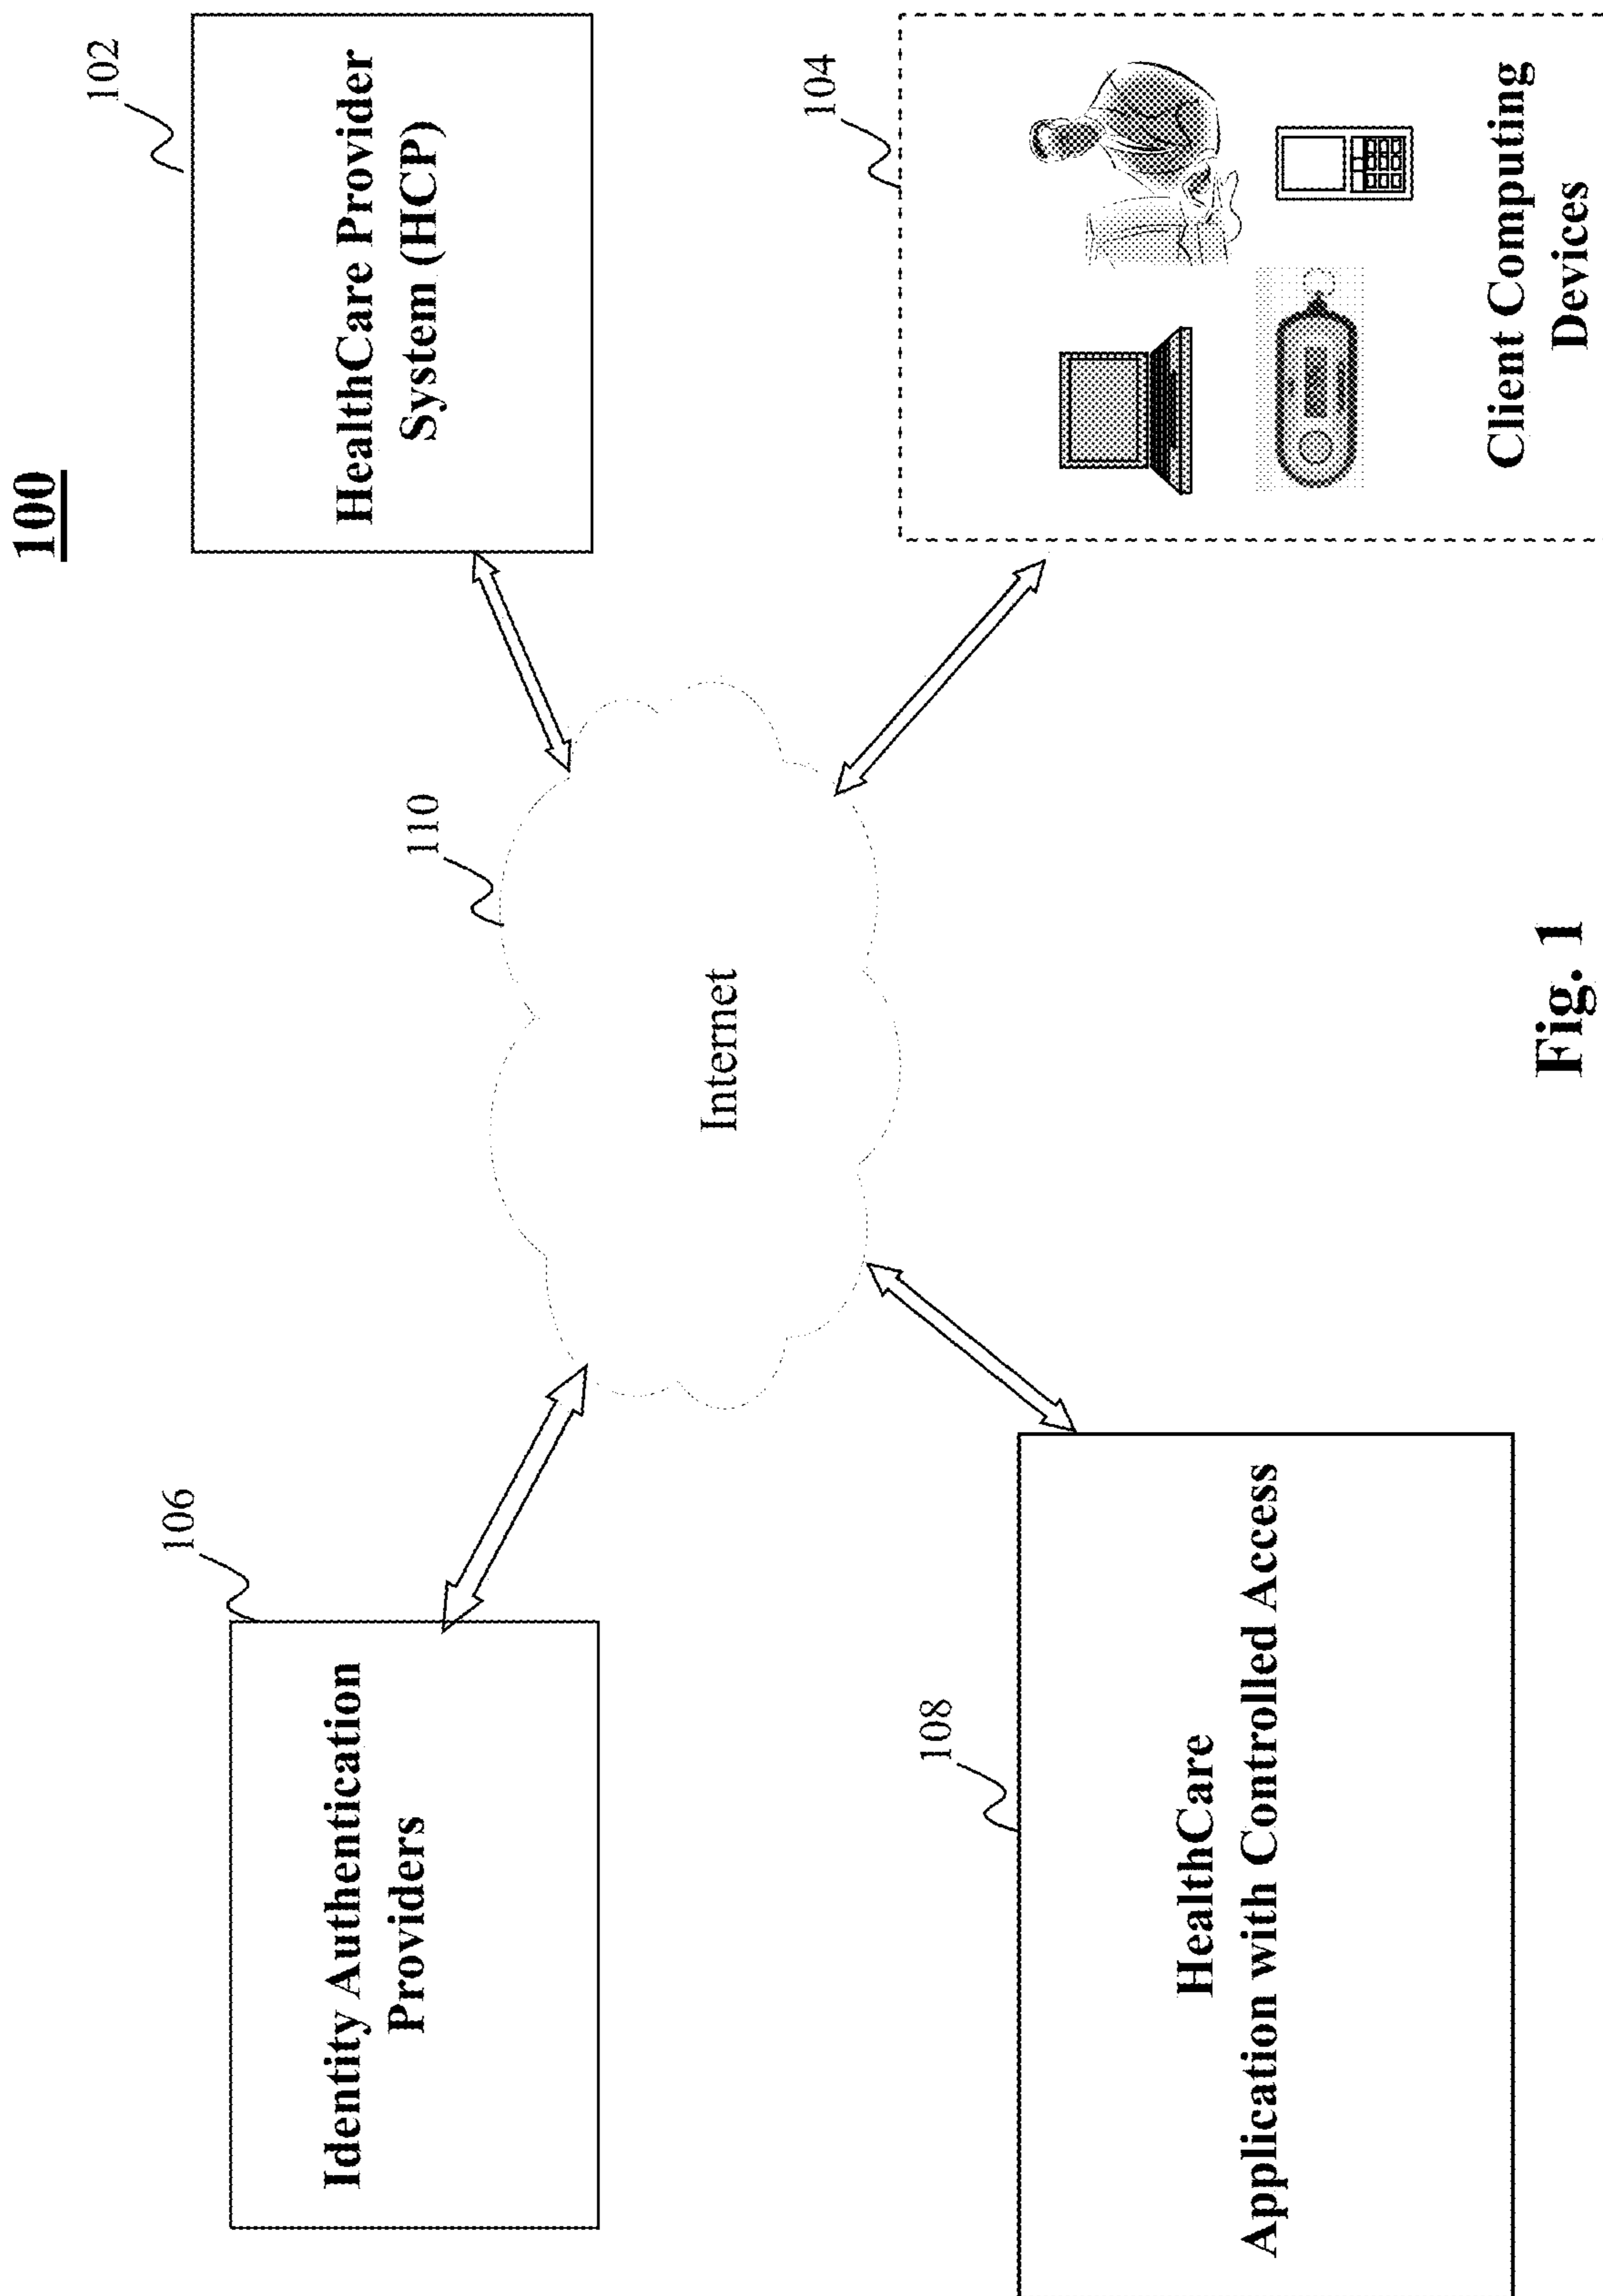 100
106
Identity Authentication
Providers
102
HealthCare Provider
System (HCP)
110
Internet
108
HealthCare
Application with Controlled Access
104
Client Computing
Devices
Fig. 1